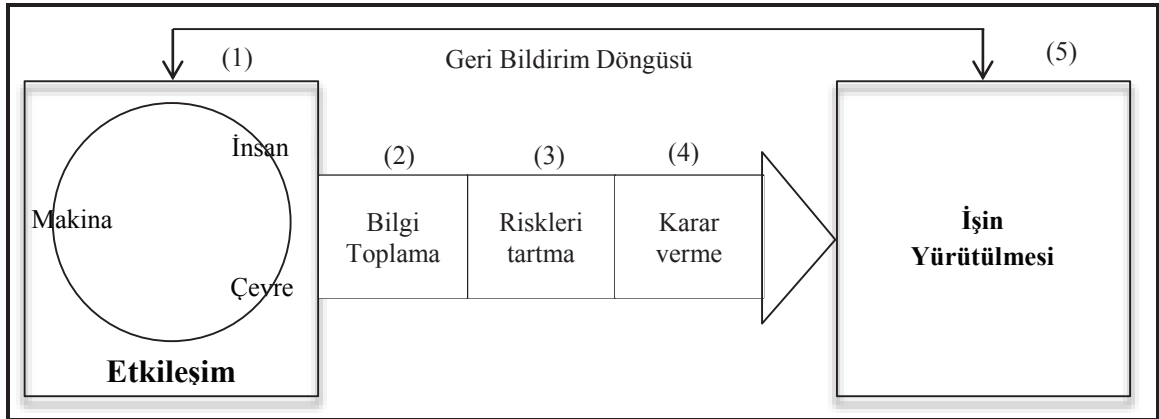 (1)
Geri Bildirim Döngüsü
(5)
İnsan
Makina
Çevre
Etkileşim
(2)
Bilgi
Toplama
(3)
Riskleri
tartma
(4)
Karar
verme
İşin
Yürütülmesi